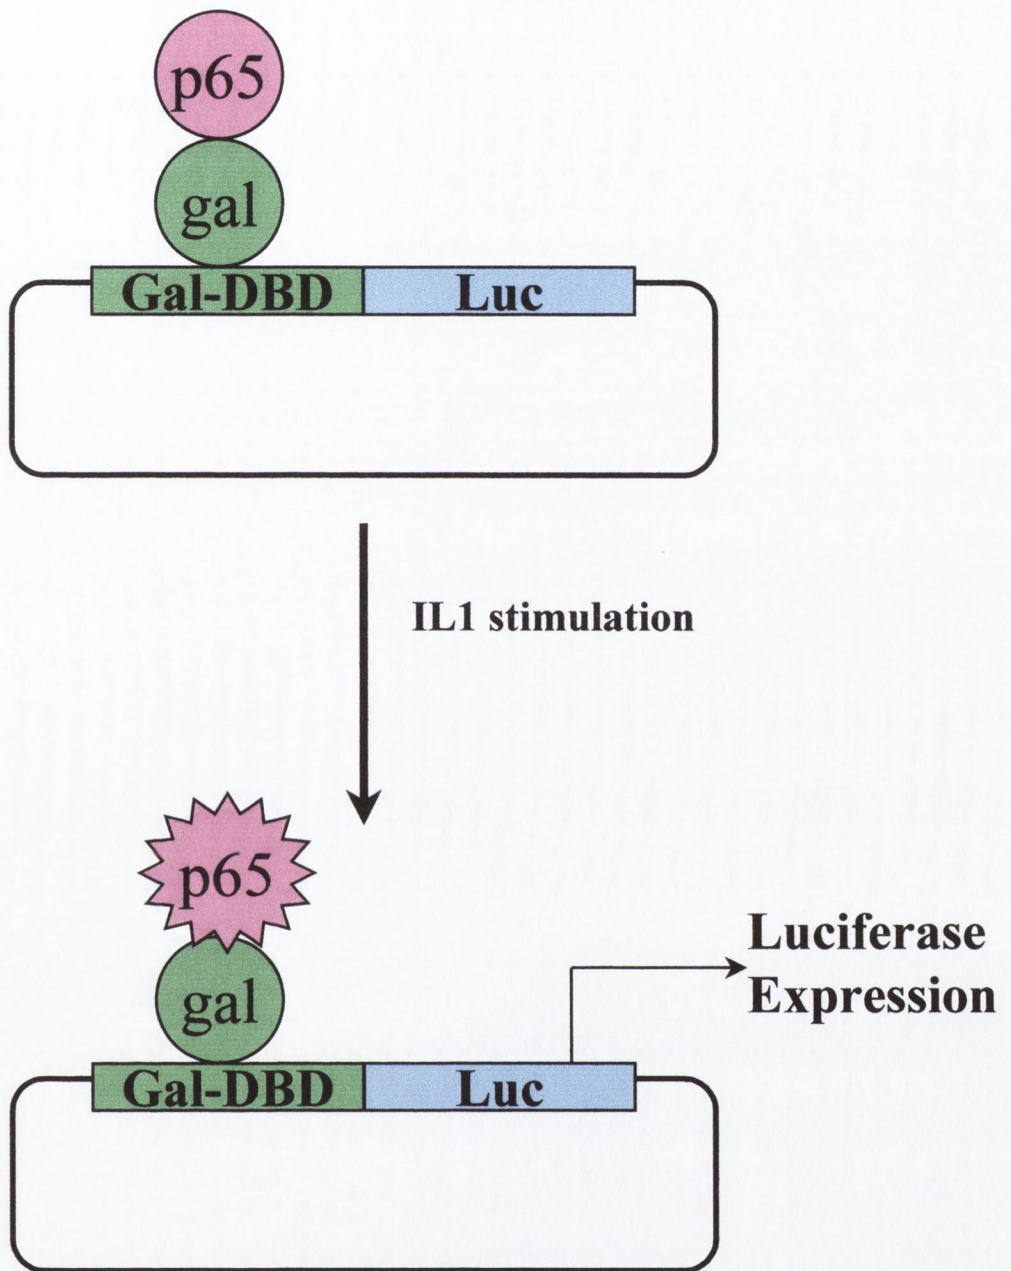 p65
gal
Gal-DBD Luc
IL1 stimulation
p65
gal
Luciferase
Expression
Gal-DBD Luc